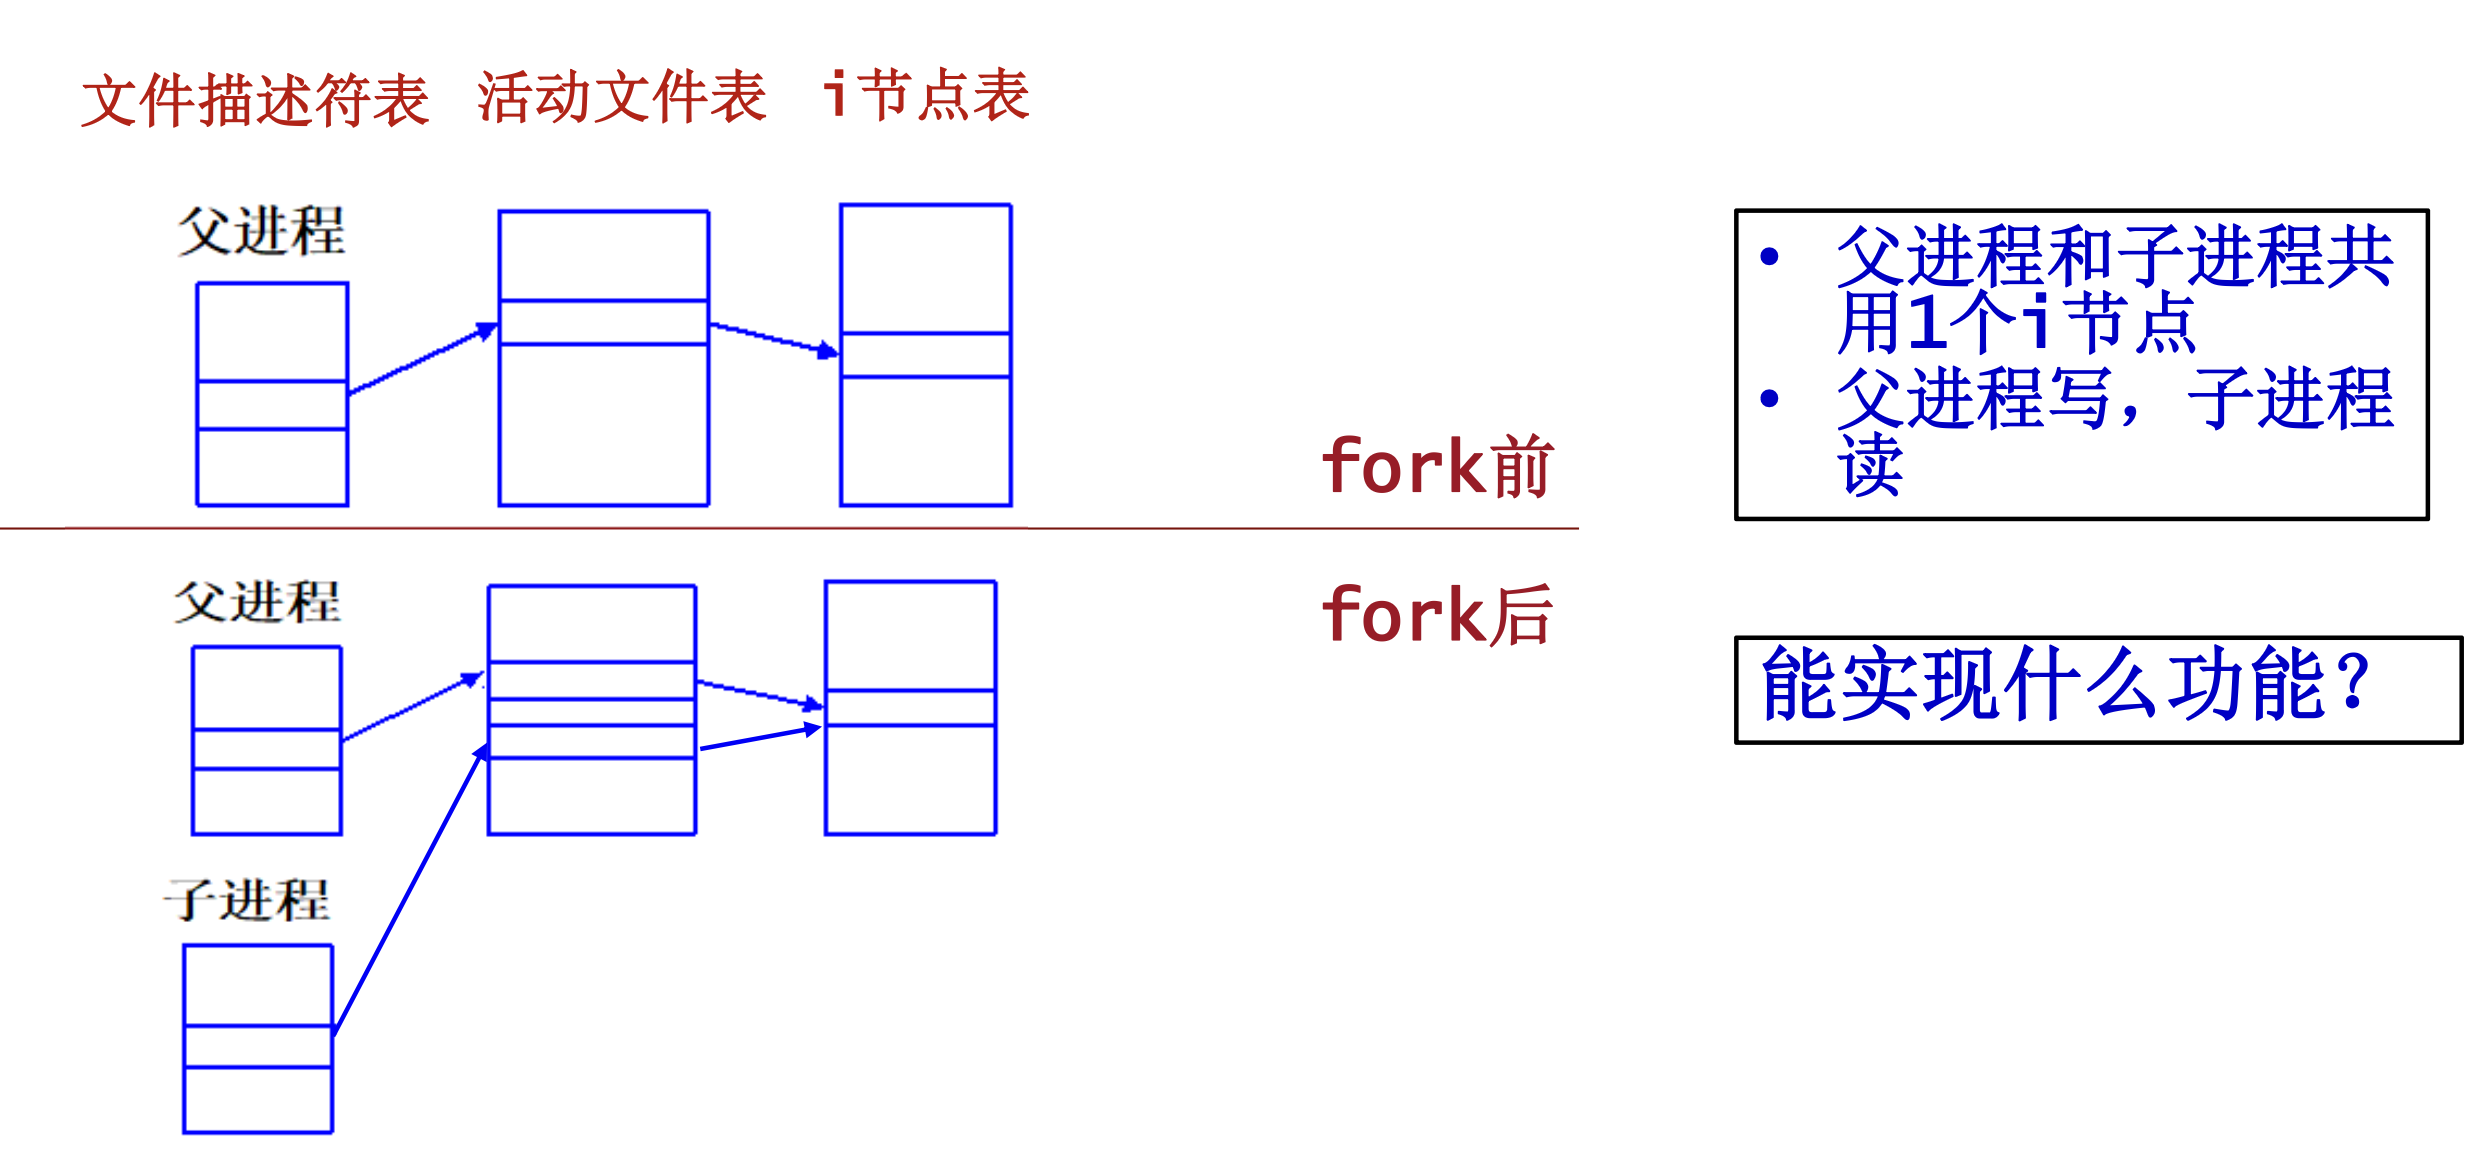 文件描述符表 活动文件表 i节点表
父进程
fork前
父进程
fork后
子进程
• 父进程和子进程共
用1个i节点
• 父进程写，子进程
读
能实现什么功能？